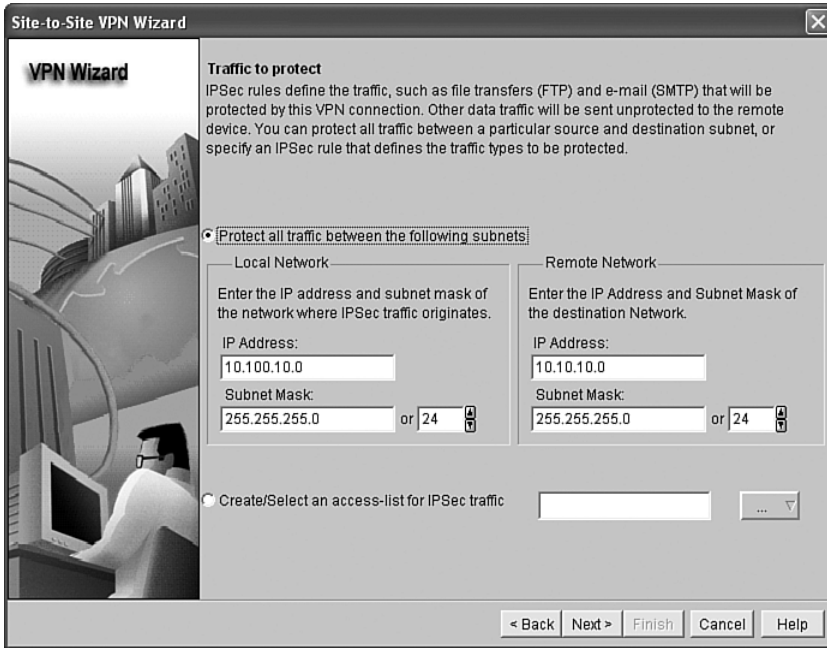 Site-to-Site VPN Wizard
VPN Wizard
Traffic to protect
IPSec rules define the traffic, such as file transfers (FTP) and e-mail (SMTP) that will be
protected by this VPN connection. Other data traffic will be sent unprotected to the remote
device. You can protect all traffic between a particular source and destination subnet, or
specify an IPSec rule that defines the traffic types to be protected.
Protect all traffic between the following subnets
Local Network
Enter the IP address and subnet mask of
the network where IPSec traffic originates.
IP Address:
10.100.10.0
Subnet Mask:
255.255.255.0 or 24
Remote Network
Enter the IP Address and Subnet Mask of
the destination Network.
IP Address:
10.10.10.0
Subnet Mask:
255.255.255.0 or 24
Create/Select an access-list for IPSec traffic ...
< Back Next > Finish Cancel Help